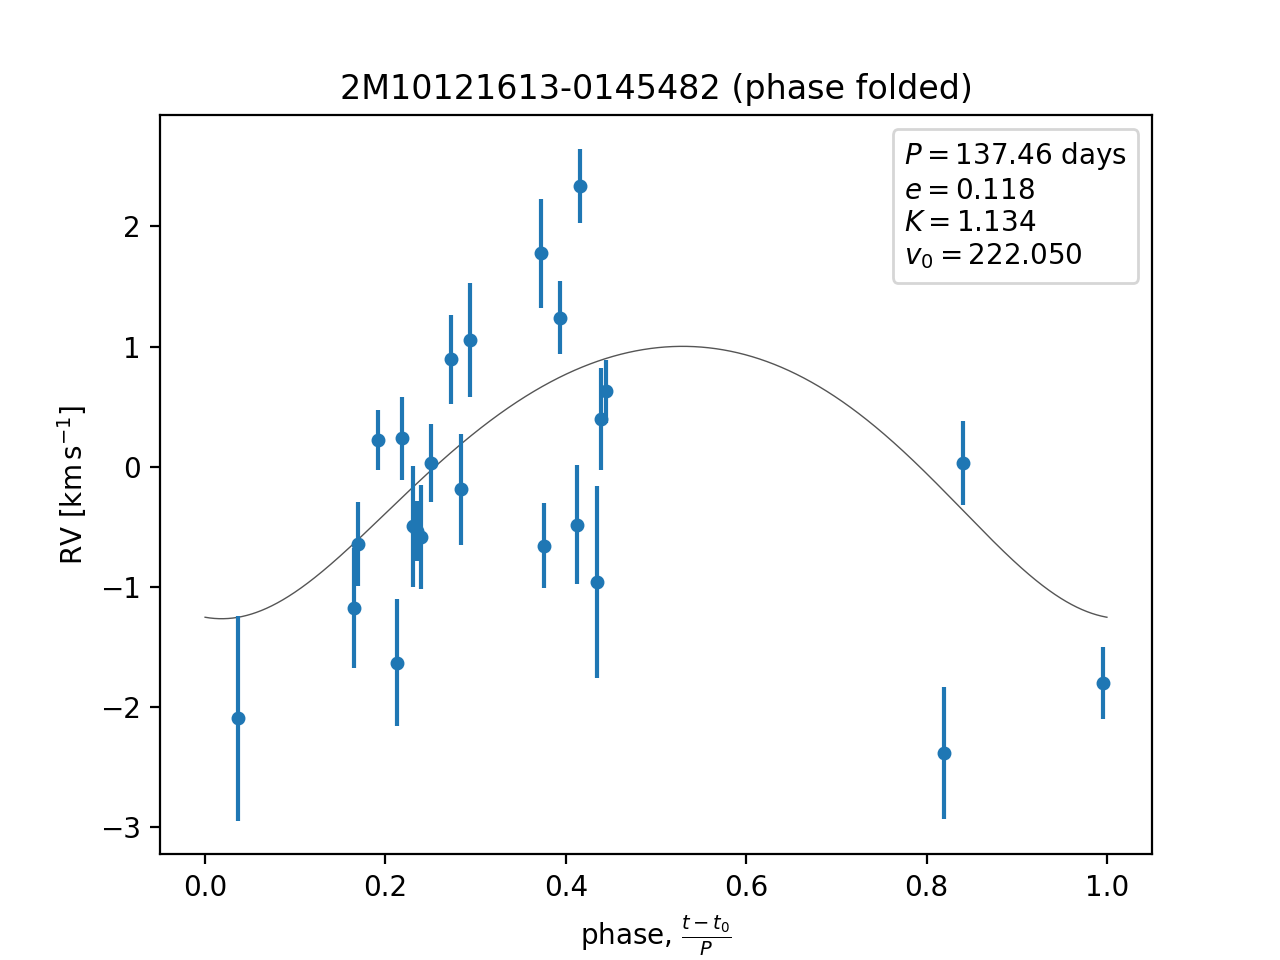 2M10121613-0145482 (phase folded)
P = 137.46 days
e = 0.118
K = 1.134
v₀ = 222.050
2
1
0
−1
−2
−3
RV [km s⁻¹]
0.0 0.2 0.4 0.6 0.8 1.0
phase, (t − t₀)/P